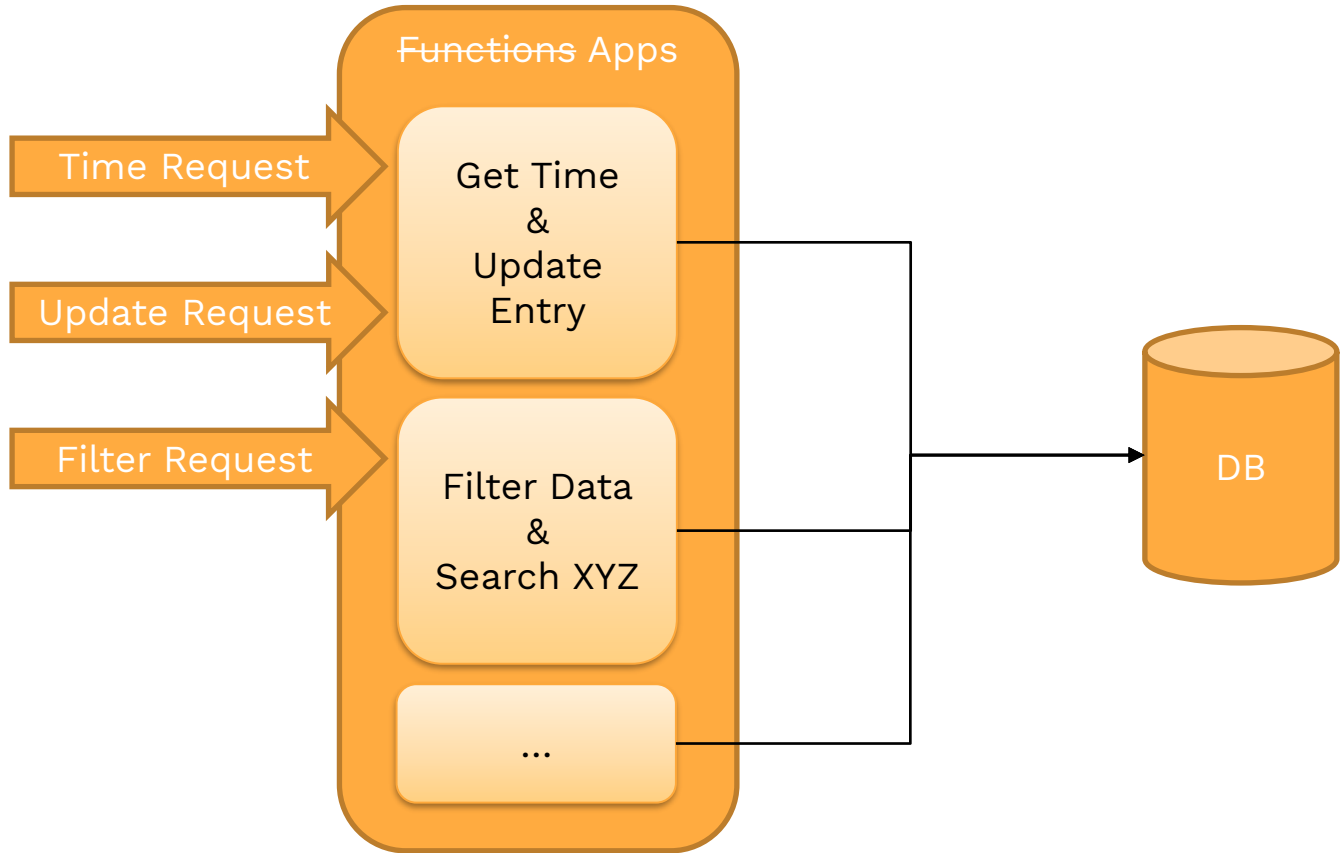 Functions Apps
Time Request
Get Time
&
Update
Entry
Update Request
Filter Request
Filter Data
&
Search XYZ
...
DB